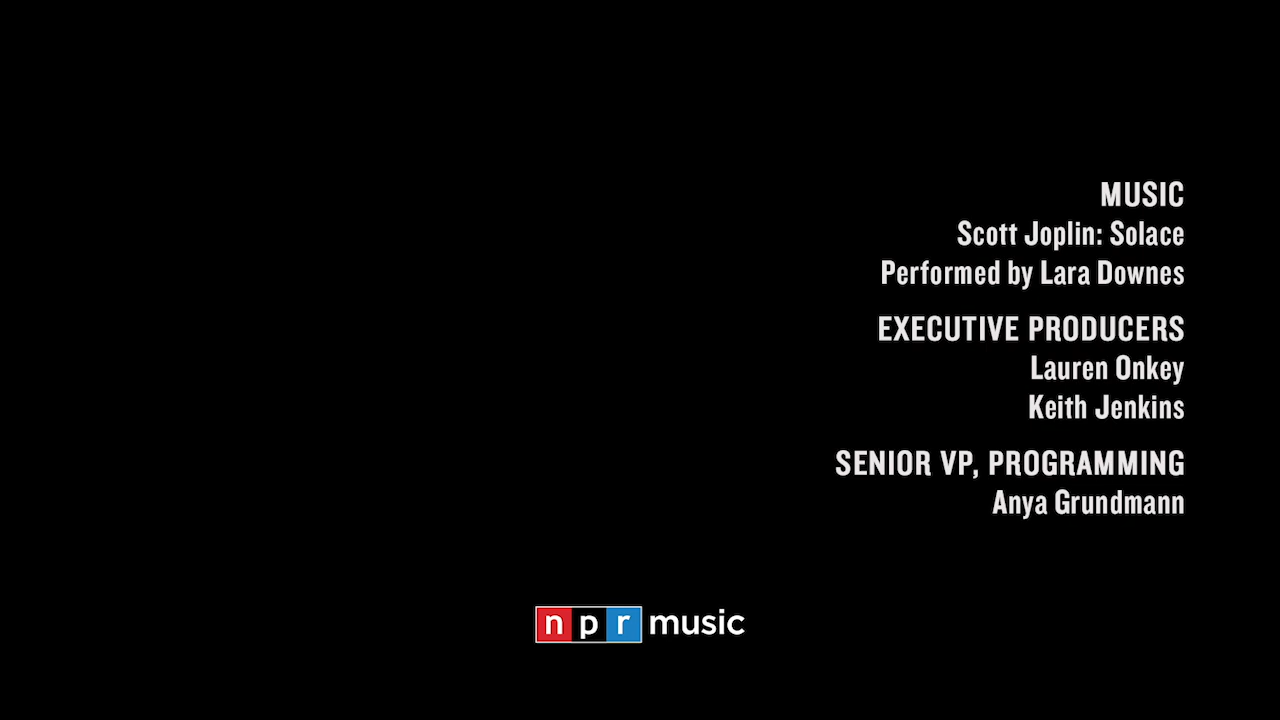 MUSIC
Scott Joplin: Solace
Performed by Lara Downes
EXECUTIVE PRODUCERS
Lauren Onkey
Keith Jenkins
SENIOR VP, PROGRAMMING
Anya Grundmann
npr music